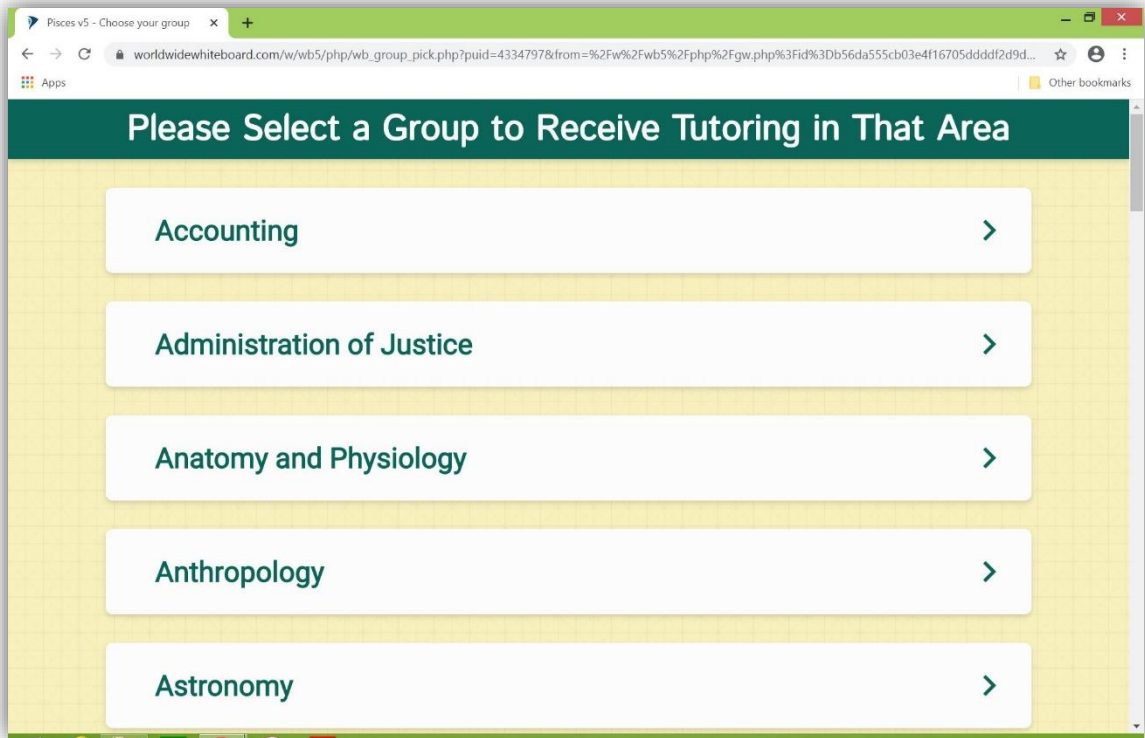 Pisces v5 - Choose your group
worldwidewhiteboard.com/w/wb5/php/wb_group_pick.php?puid=4334797&from=%2Fw%2Fwb5%2Fphp%2Fgw.php%3Fid%3Db56da555cb03e4f16705ddddf2d9d...
Apps
Other bookmarks
Please Select a Group to Receive Tutoring in That Area
Accounting
Administration of Justice
Anatomy and Physiology
Anthropology
Astronomy